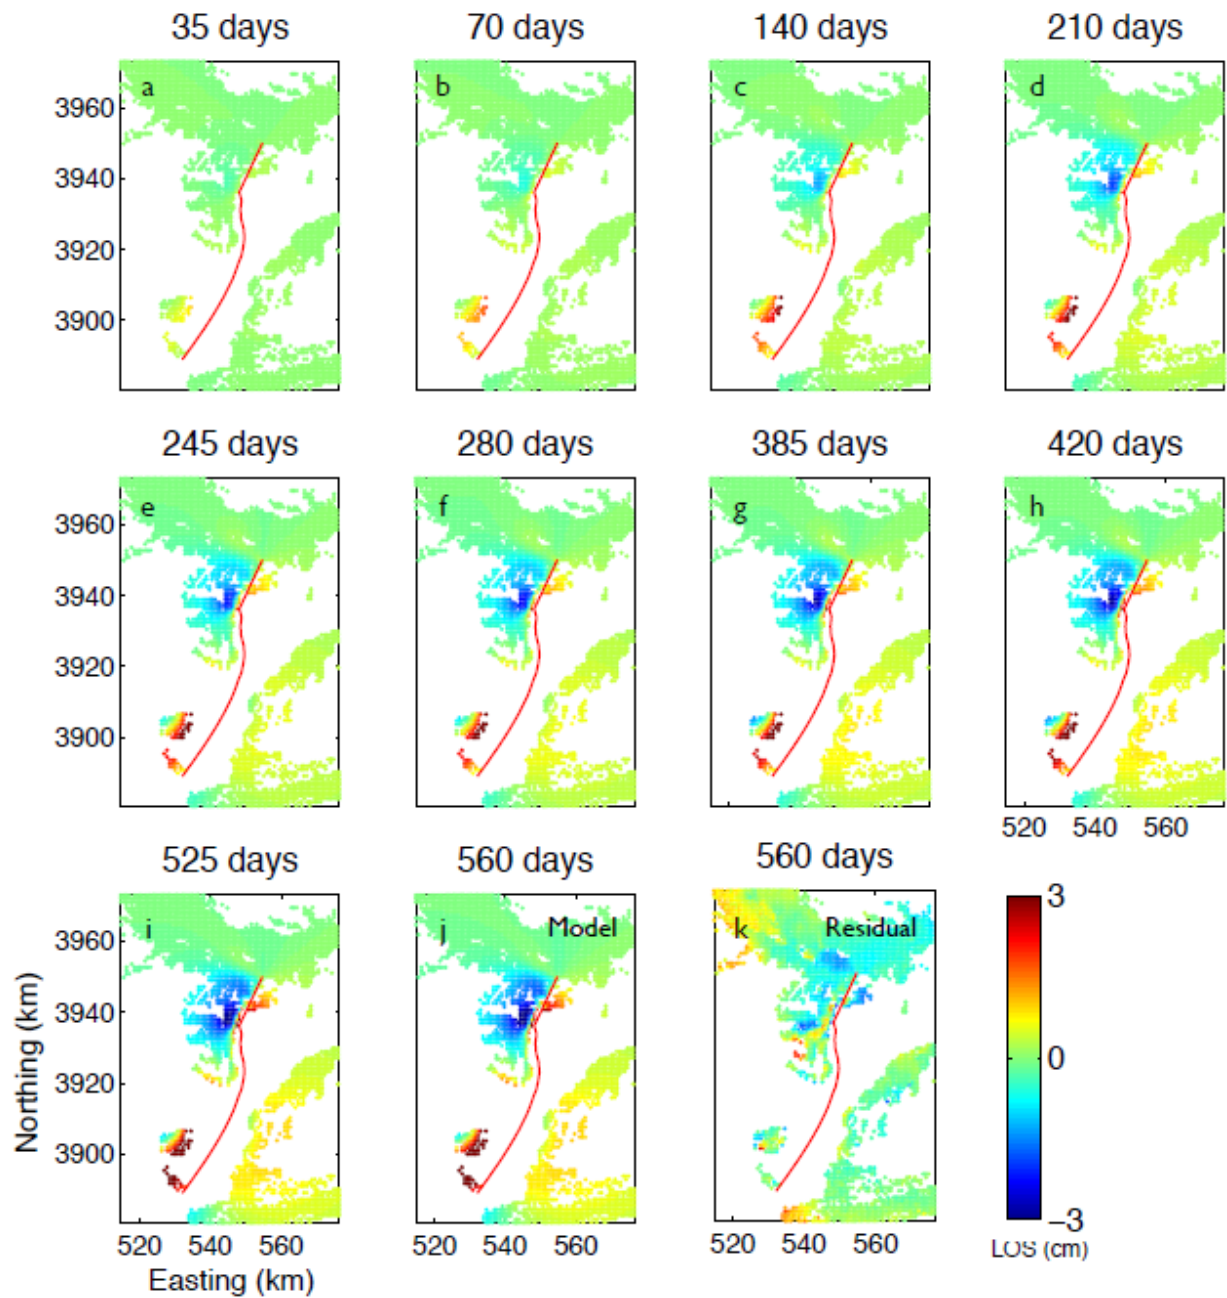 35 days 70 days 140 days 210 days
a b c d
3960
3940
3920
3900
245 days 280 days 385 days 420 days
e f g h
3960
3940
3920
3900
520 540 560
525 days 560 days 560 days
i j Model k Residual
3960
3940
3920
3900
520 540 560 520 540 560 520 540 560
Northing (km)
Easting (km)
3
0
−3
LOS (cm)